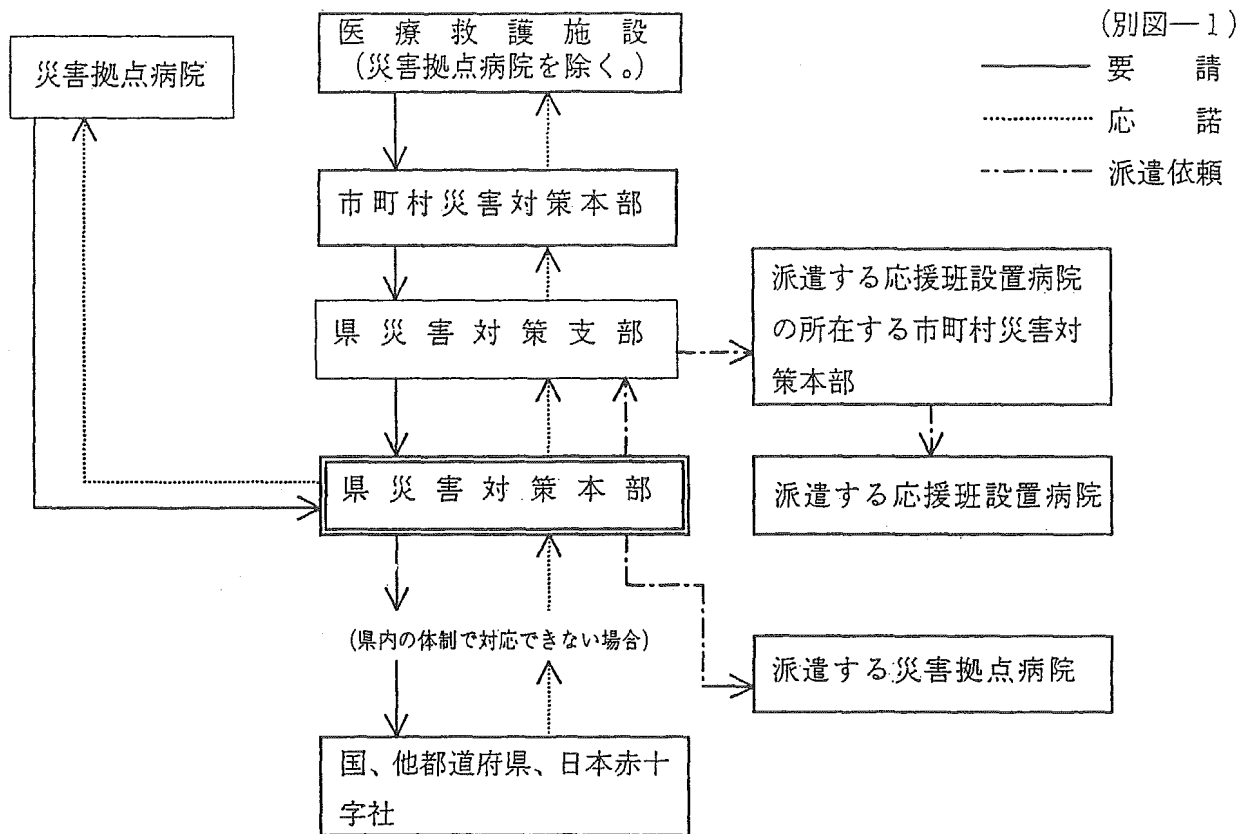 (別図―1)
要請
応諾
派遣依頼
医療救護施設
(災害拠点病院を除く。)
災害拠点病院
市町村災害対策本部
県災害対策支部
派遣する応援班設置病院
の所在する市町村災害対
策本部
県災害対策本部
派遣する応援班設置病院
(県内の体制で対応できない場合)
派遣する災害拠点病院
国、他都道府県、日本赤十
字社